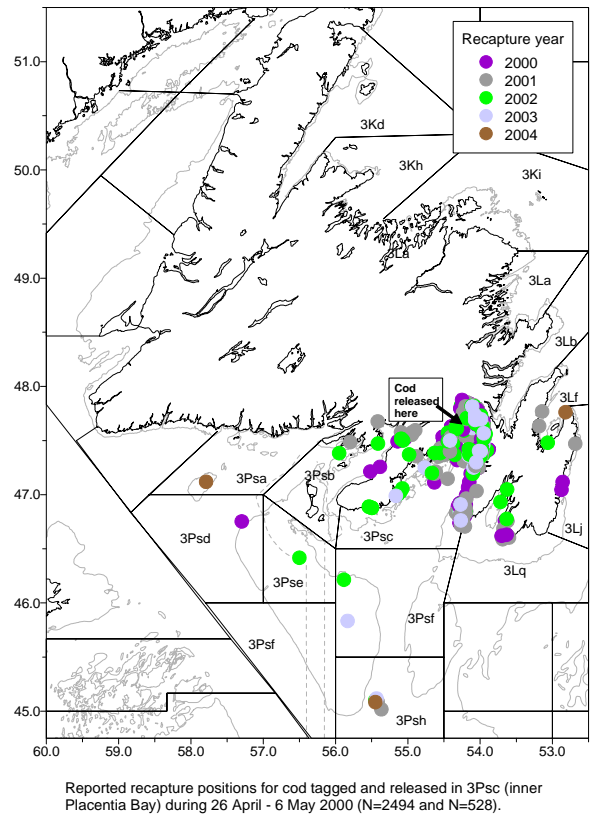 51.0
50.0
49.0
48.0
47.0
46.0
45.0
60.0 59.0 58.0 57.0 56.0 55.0 54.0 53.0
Recapture year
2000
2001
2002
2003
2004
3Kd
3Kh
3Ki
3La
3La
3Lb
3Lf
Cod
released
here
3Psa
3Psb
3Psc
3Psd
3Pse
3Lj
3Lq
3Psf
3Psf
3Psh
Reported recapture positions for cod tagged and released in 3Psc (inner
Placentia Bay) during 26 April - 6 May 2000 (N=2494 and N=528).